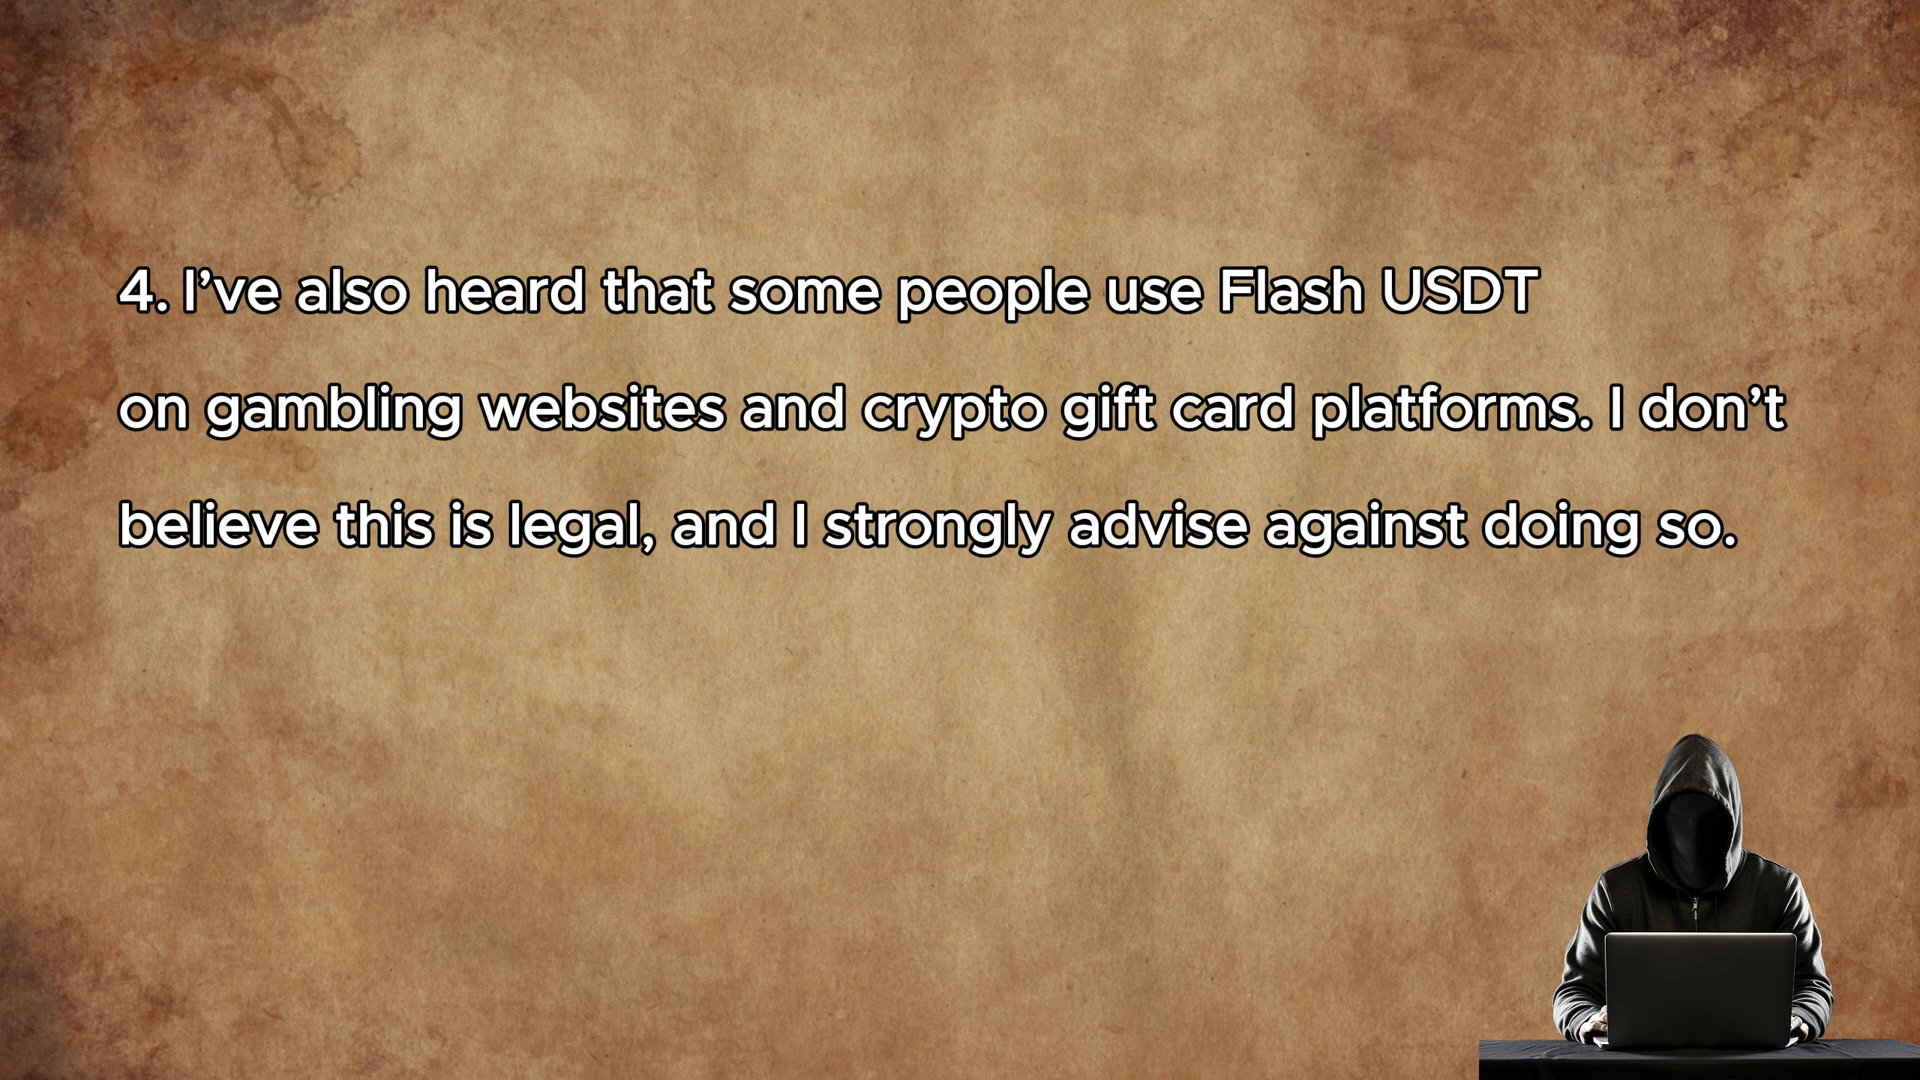 4. I’ve also heard that some people use Flash USDT
on gambling websites and crypto gift card platforms. I don’t
believe this is legal, and I strongly advise against doing so.